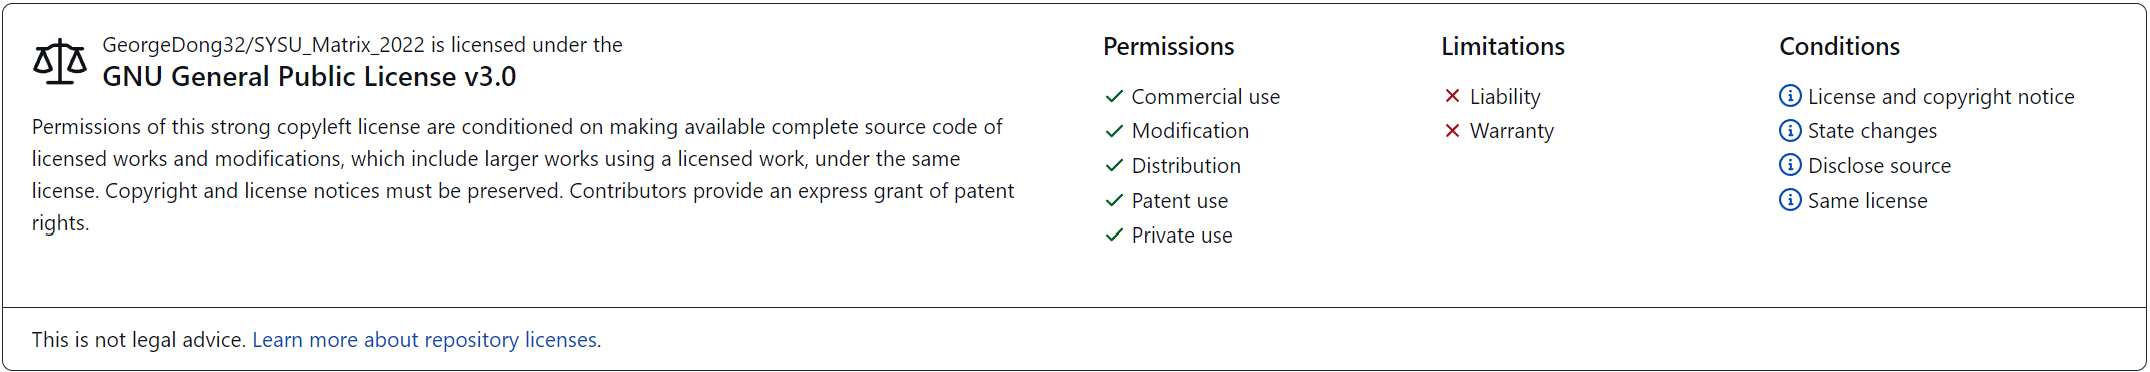 GeorgeDong32/SYSU_Matrix_2022 is licensed under the
GNU General Public License v3.0
Permissions of this strong copyleft license are conditioned on making available complete source code of
licensed works and modifications, which include larger works using a licensed work, under the same
license. Copyright and license notices must be preserved. Contributors provide an express grant of patent
rights.
Permissions
Commercial use
Modification
Distribution
Patent use
Private use
Limitations
Liability
Warranty
Conditions
License and copyright notice
State changes
Disclose source
Same license
This is not legal advice. Learn more about repository licenses.